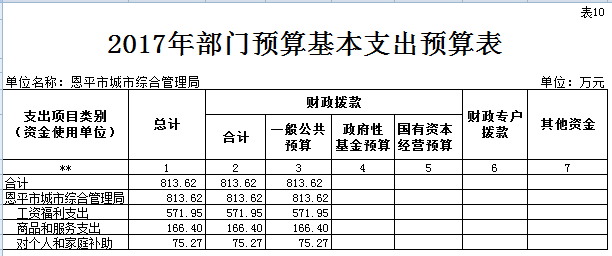 表10
2017年部门预算基本支出预算表
单位名称：恩平市城市综合管理局 单位：万元
支出项目类别（资金使用单位） 总计 财政拨款 财政专户拨款 其他资金
合计 一般公共预算 政府性基金预算 国有资本经营预算
** 1 2 3 4 5 6 7
合计 813.62 813.62 813.62
恩平市城市综合管理局 813.62 813.62 813.62
工资福利支出 571.95 571.95 571.95
商品和服务支出 166.40 166.40 166.40
对个人和家庭补助 75.27 75.27 75.27